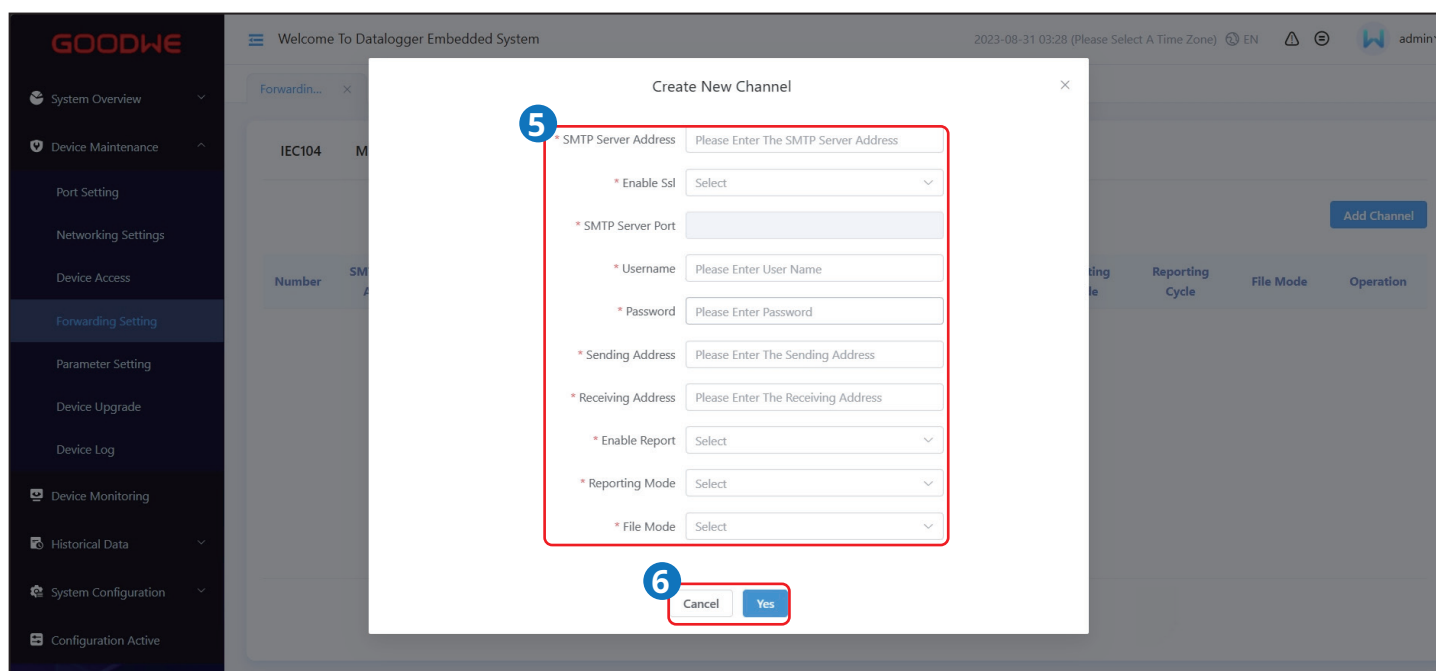 GOODWE
Welcome To Datalogger Embedded System
2023-08-31 03:28 (Please Select A Time Zone) EN
admin
System Overview
Device Maintenance
Port Setting
Networking Settings
Device Access
Forwarding Setting
Parameter Setting
Device Upgrade
Device Log
Device Monitoring
Historical Data
System Configuration
Configuration Active
Forwardin... ×
IEC104
Add Channel
Number
Reporting Cycle
File Mode
Operation
Create New Channel ×
5
* SMTP Server Address Please Enter The SMTP Server Address
* Enable Ssl Select
* SMTP Server Port
* Username Please Enter User Name
* Password Please Enter Password
* Sending Address Please Enter The Sending Address
* Receiving Address Please Enter The Receiving Address
* Enable Report Select
* Reporting Mode Select
* File Mode Select
6
Cancel Yes